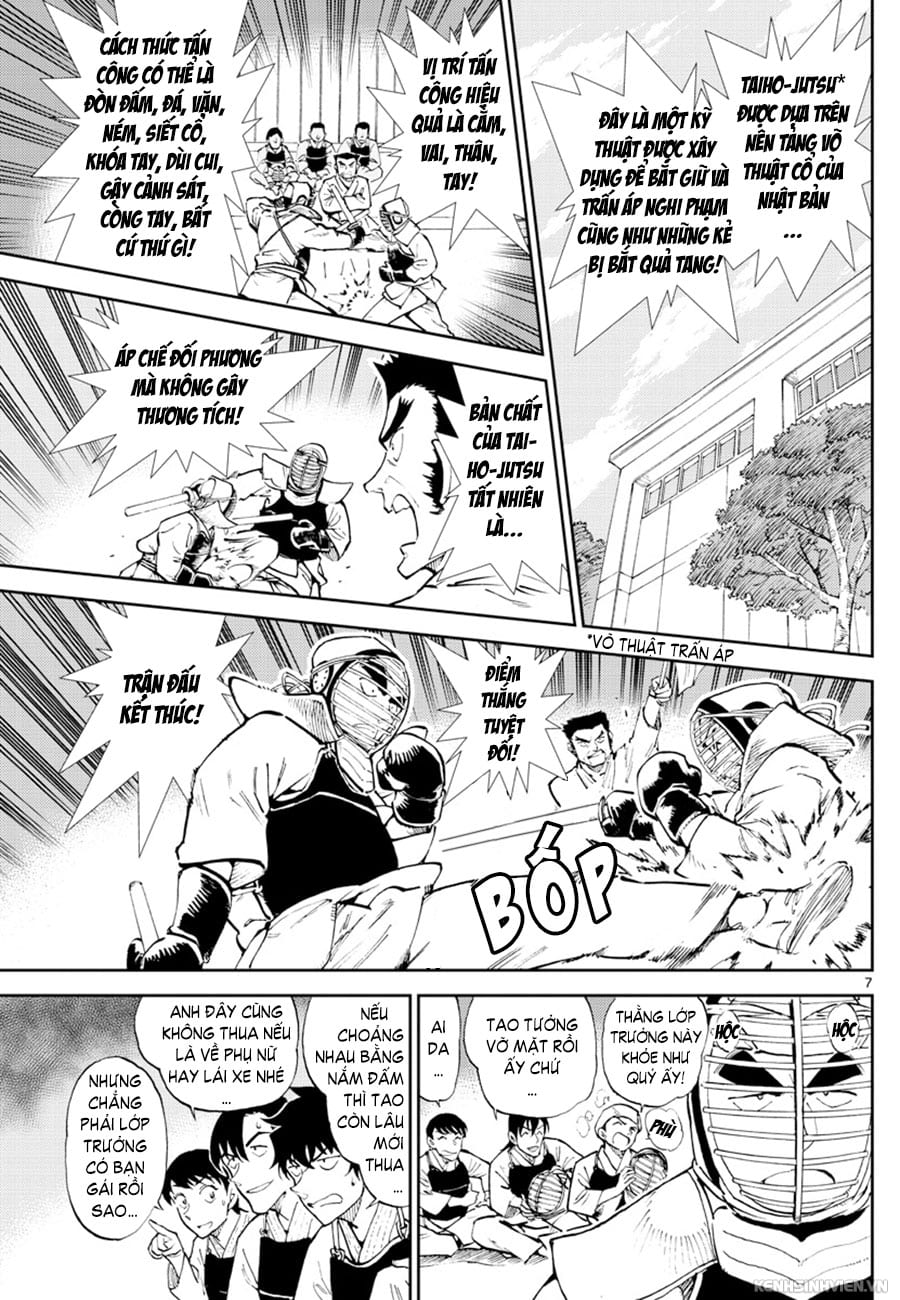 TAIHO-JUTSU*
ĐƯỢC DỰA TRÊN
NỀN TẢNG VÕ
THUẬT CỔ CỦA
NHẬT BẢN
...
ĐÂY LÀ MỘT KỸ
THUẬT ĐƯỢC XÂY
DỤNG ĐỂ BẮT GIỮ VÀ
TRẤN ÁP NGHI PHẠM
CŨNG NHƯ NHỮNG KẺ
BỊ BẮT QUẢ TANG!
*VÕ THUẬT TRẤN ÁP
VỊ TRÍ TẤN
CÔNG HIỆU
QUẢ LÀ CẰM,
VAI, THÂN,
TAY!
CÁCH THỨC TẤN
CÔNG CÓ THỂ LÀ
ĐÒN ĐẤM, ĐÁ, VẶN,
NÉM, SIẾT CỔ,
KHÓA TAY, DÙI CUI,
GẬY CẢNH SÁT,
CÒNG TAY, BẤT
CỨ THỨ GÌ!
BẢN CHẤT
CỦA TAI-
HO-JUTSU
TẤT NHIÊN
LÀ...
ÁP CHẾ ĐỐI PHƯƠNG
MÀ KHÔNG GÂY
THƯƠNG TÍCH!
ĐIỂM
THẮNG
TUYỆT
ĐỐI!
TRẬN ĐẤU
KẾT THÚC!
BỐP
7
HỘC
HỘC
THẰNG LỚP
TRƯỞNG NÀY
KHỎE NHƯ
QUỶ ẤY!
PHÙ
TAO TƯỞNG
VỠ MẶT RỒI
ẤY CHỨ
...
AI
DA
...
NẾU
CHOÁNG
NHAU BẰNG
NẮM ĐẤM
THÌ TAO
CÒN LÂU
MỚI
THUA
...
ANH ĐÂY CŨNG
KHÔNG THUA NẾU
LÀ VỀ PHỤ NỮ
HAY LÁI XE NHÉ
...
NHƯNG
CHẲNG
PHẢI LỚP
TRƯỞNG
CÓ BẠN
GÁI RỒI
SAO...
KENHSINHVIEN.VN